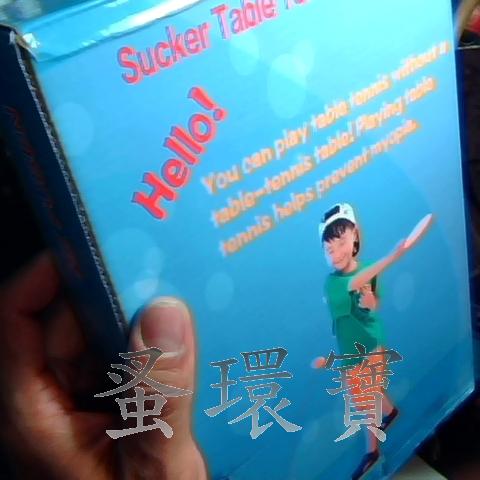 Sucker Table
Hello!
You can play table tennis without a
table-tennis table! Playing table
tennis helps prevent myopia.
蚤環寶